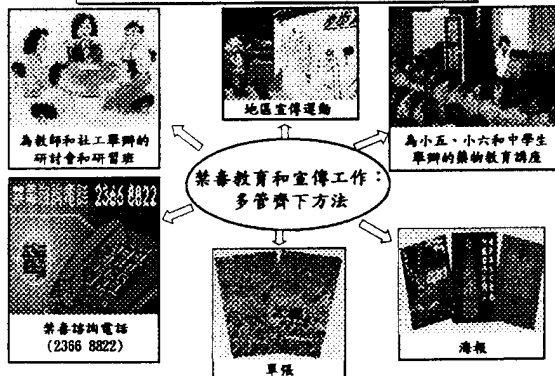 為教師和社工舉辦的
研討會和研習班
地區宣傳運動
為小五、小六和中學生
舉辦的藥物教育講座
禁毒教育和宣傳工作：
多管齊下方法
2366 8822
禁毒諮詢電話
(2366 8822)
單張
海報